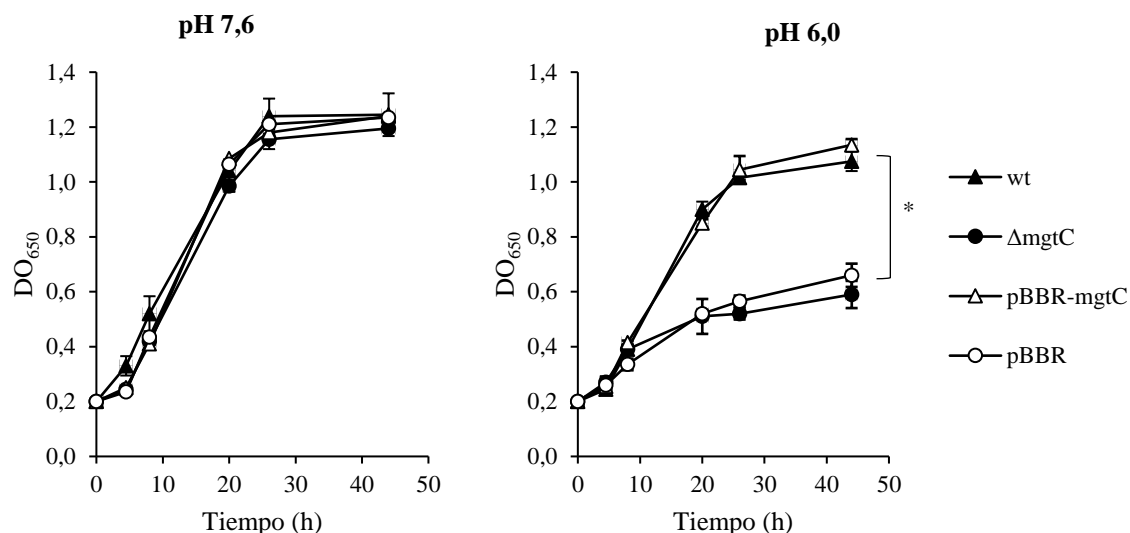 pH 7,6
1,4
1,2
1,0
0,8
0,6
0,4
0,2
0,0
DO650
0 10 20 30 40 50
Tiempo (h)
pH 6,0
1,4
1,2
1,0
0,8
0,6
0,4
0,2
0,0
DO650
0 10 20 30 40 50
Tiempo (h)
*
wt
ΔmgtC
pBBR-mgtC
pBBR